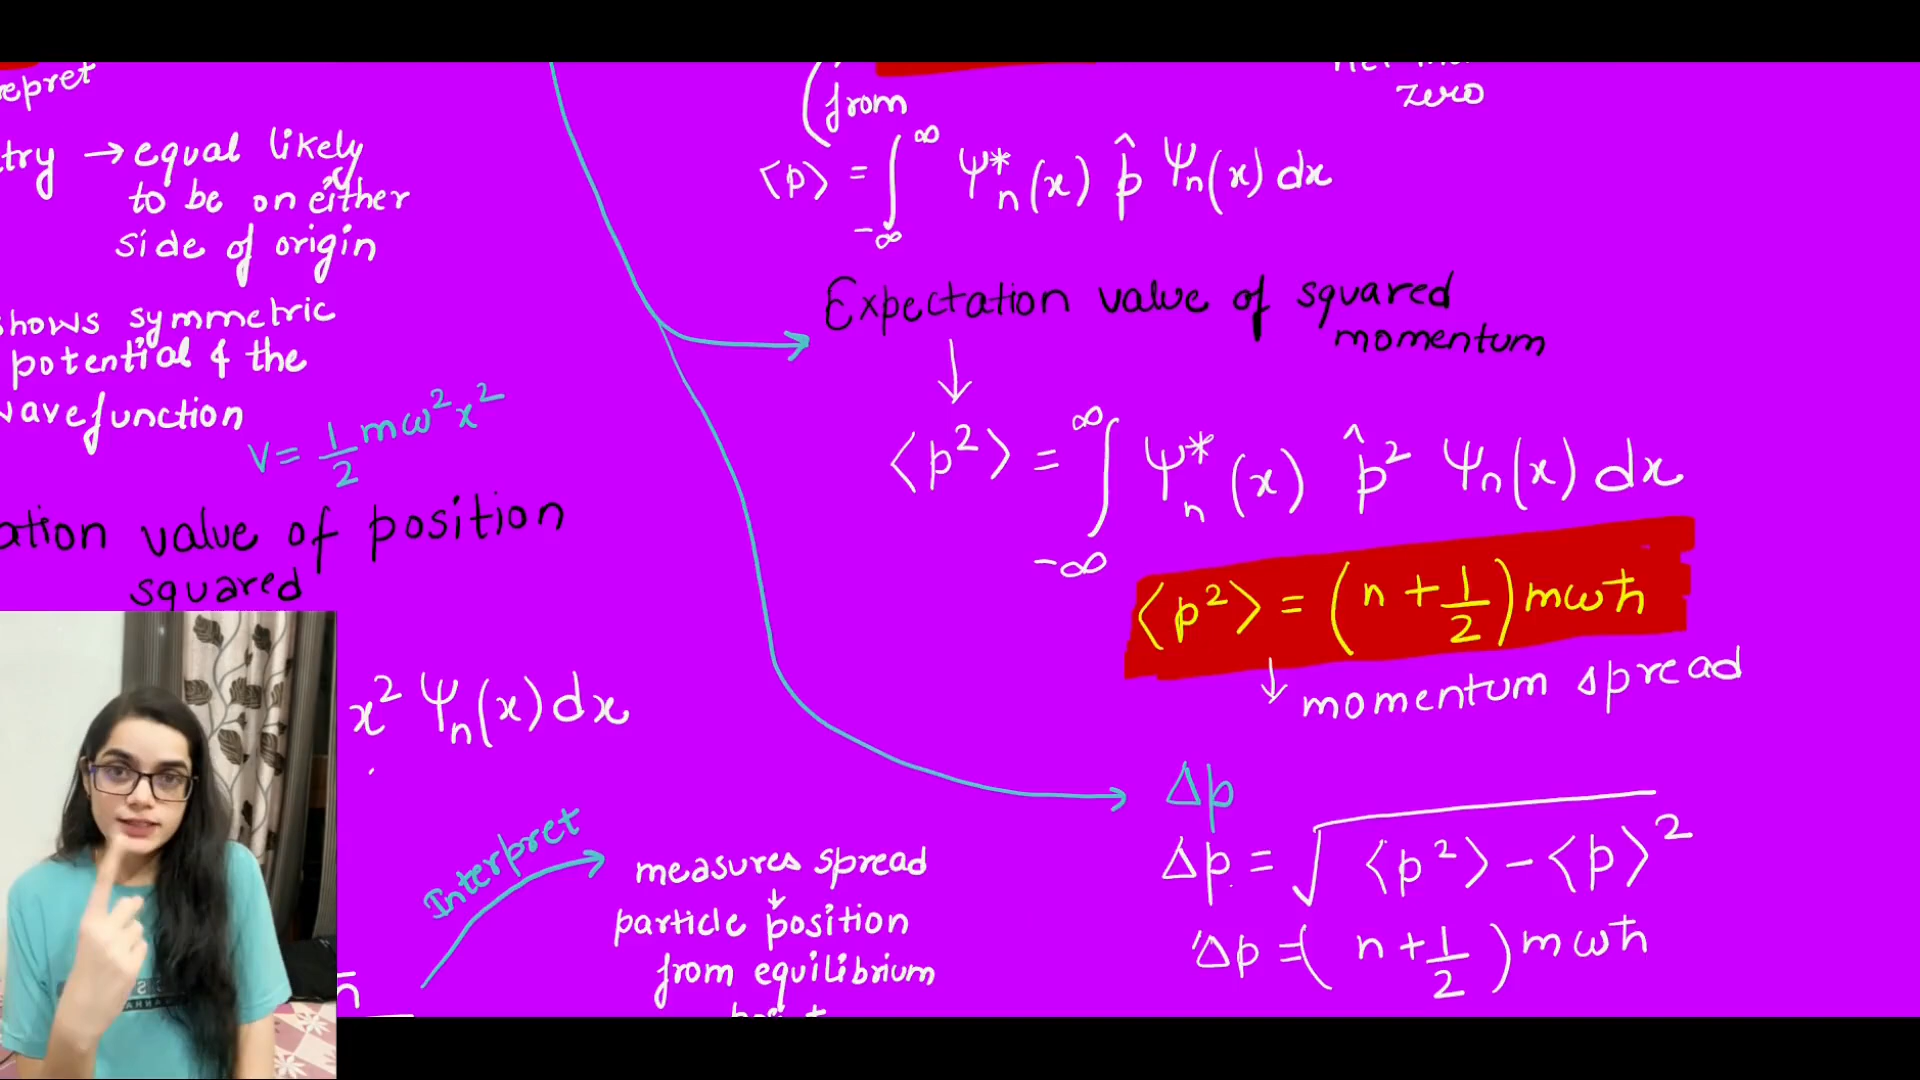 epret
try → equal likely
to be on either
side of origin
shows symmetric
potential & the
wavefunction
V = 1/2 mω²x²
ation value of position
squared
x² Ψn(x) dx
Interpret
measures spread
particle position
from equilibrium
from
zero
⟨p⟩ = ∫_{-∞}^{∞} Ψ*n(x) p̂ Ψn(x) dx
Expectation value of squared
momentum
⟨p²⟩ = ∫_{-∞}^{∞} Ψ*n(x) p̂² Ψn(x) dx
⟨p²⟩ = (n + 1/2) mωħ
↓ momentum spread
Δp
Δp = √(⟨p²⟩ - ⟨p⟩²)
Δp = (n + 1/2) mωħ